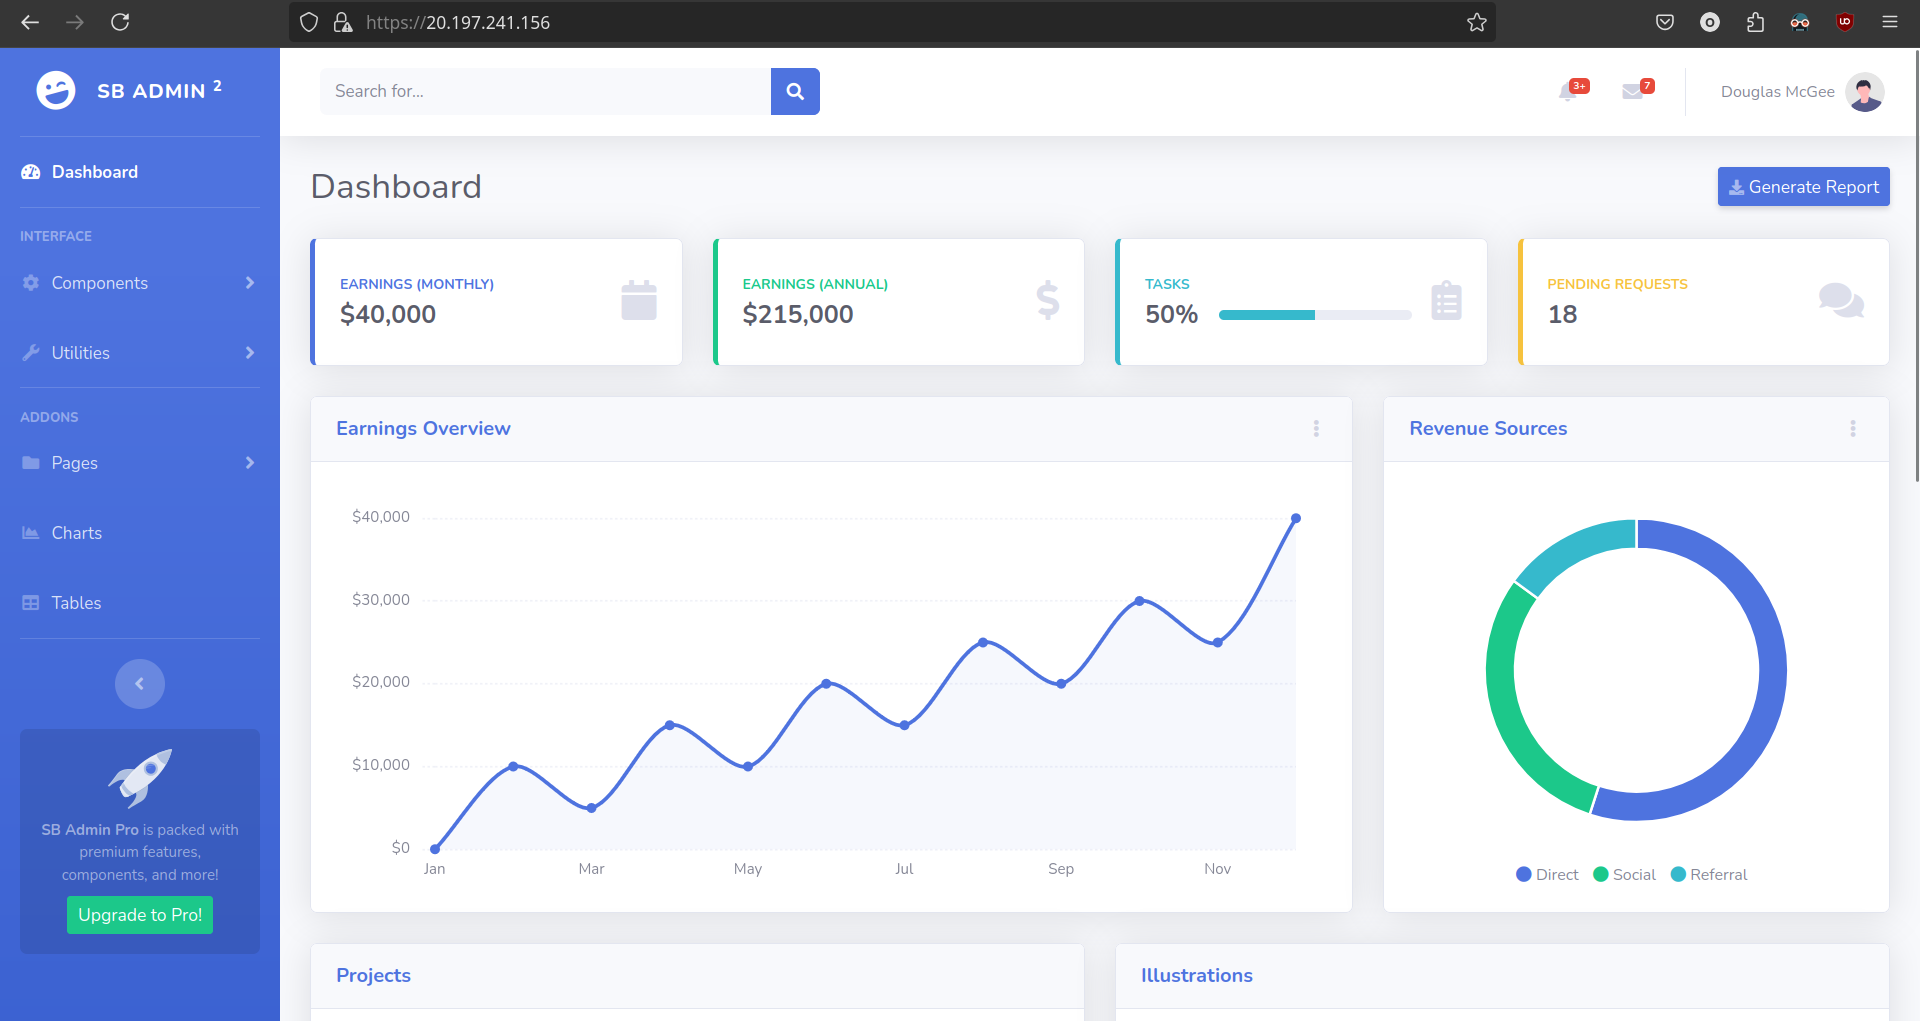 https://20.197.241.156
SB ADMIN 2
Search for...
3+
7
Douglas McGee
Dashboard
INTERFACE
Components
Utilities
ADDONS
Pages
Charts
Tables
SB Admin Pro is packed with
premium features,
components, and more!
Upgrade to Pro!
Dashboard
Generate Report
EARNINGS (MONTHLY)
$40,000
EARNINGS (ANNUAL)
$215,000
TASKS
50%
PENDING REQUESTS
18
Earnings Overview
$40,000
$30,000
$20,000
$10,000
$0
Jan Mar May Jul Sep Nov
Revenue Sources
Direct Social Referral
Projects
Illustrations